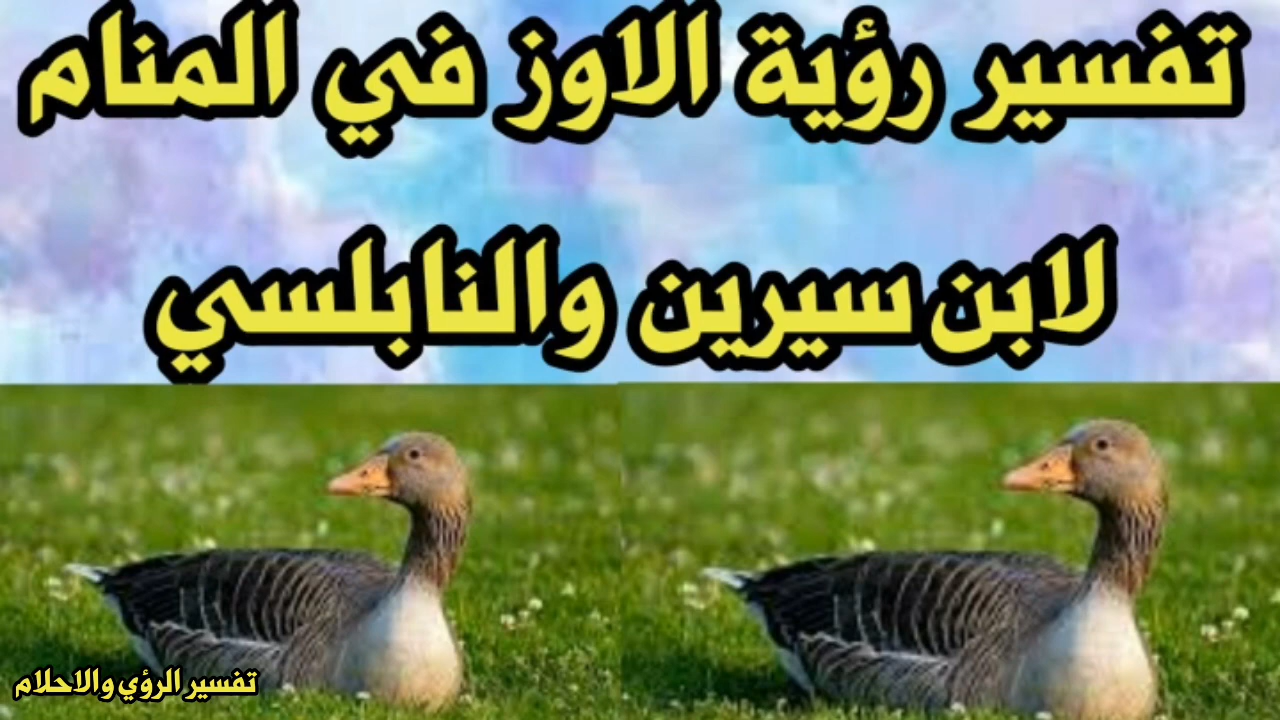 تفسير رؤية الاوز في المنام
لابن سيرين والنابلسي
تفسير الرؤي والاحلام